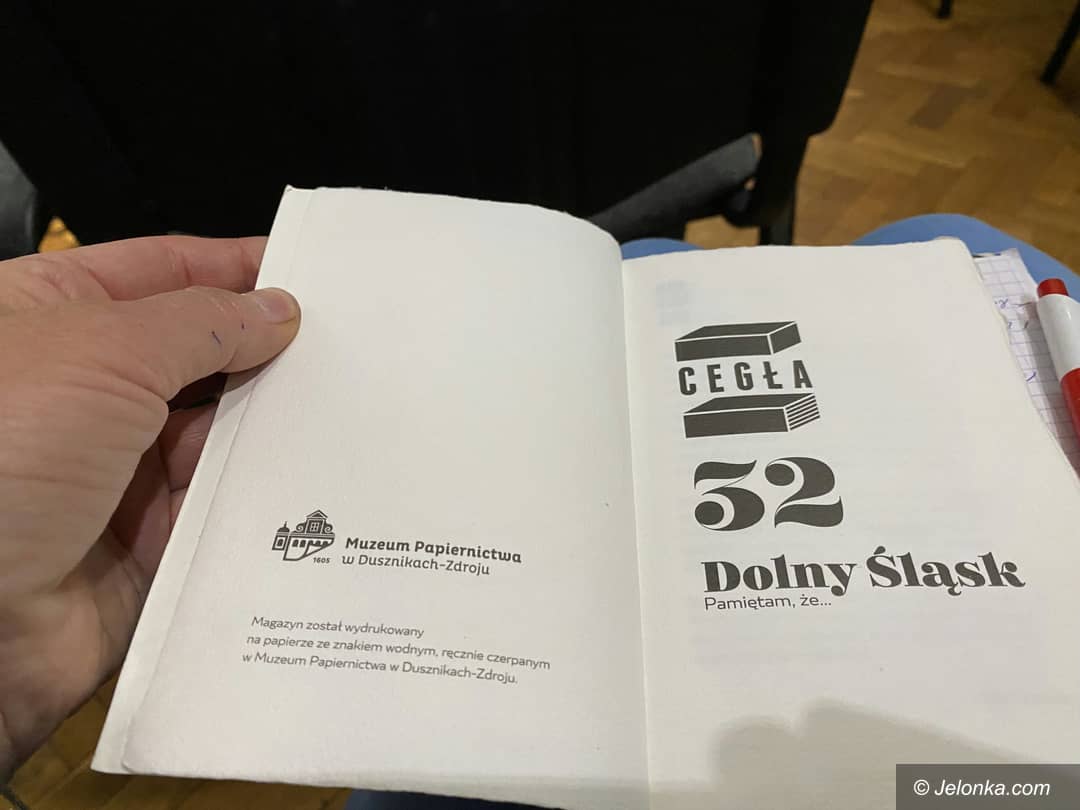 1605
Muzeum Papiernictwa
w Dusznikach-Zdroju
Magazyn został wydrukowany
na papierze ze znakiem wodnym, ręcznie czerpanym
w Muzeum Papiernictwa w Dusznikach-Zdroju.
CEGŁA
32
Dolny Śląsk
Pamiętam, że...
© Jelonka.com